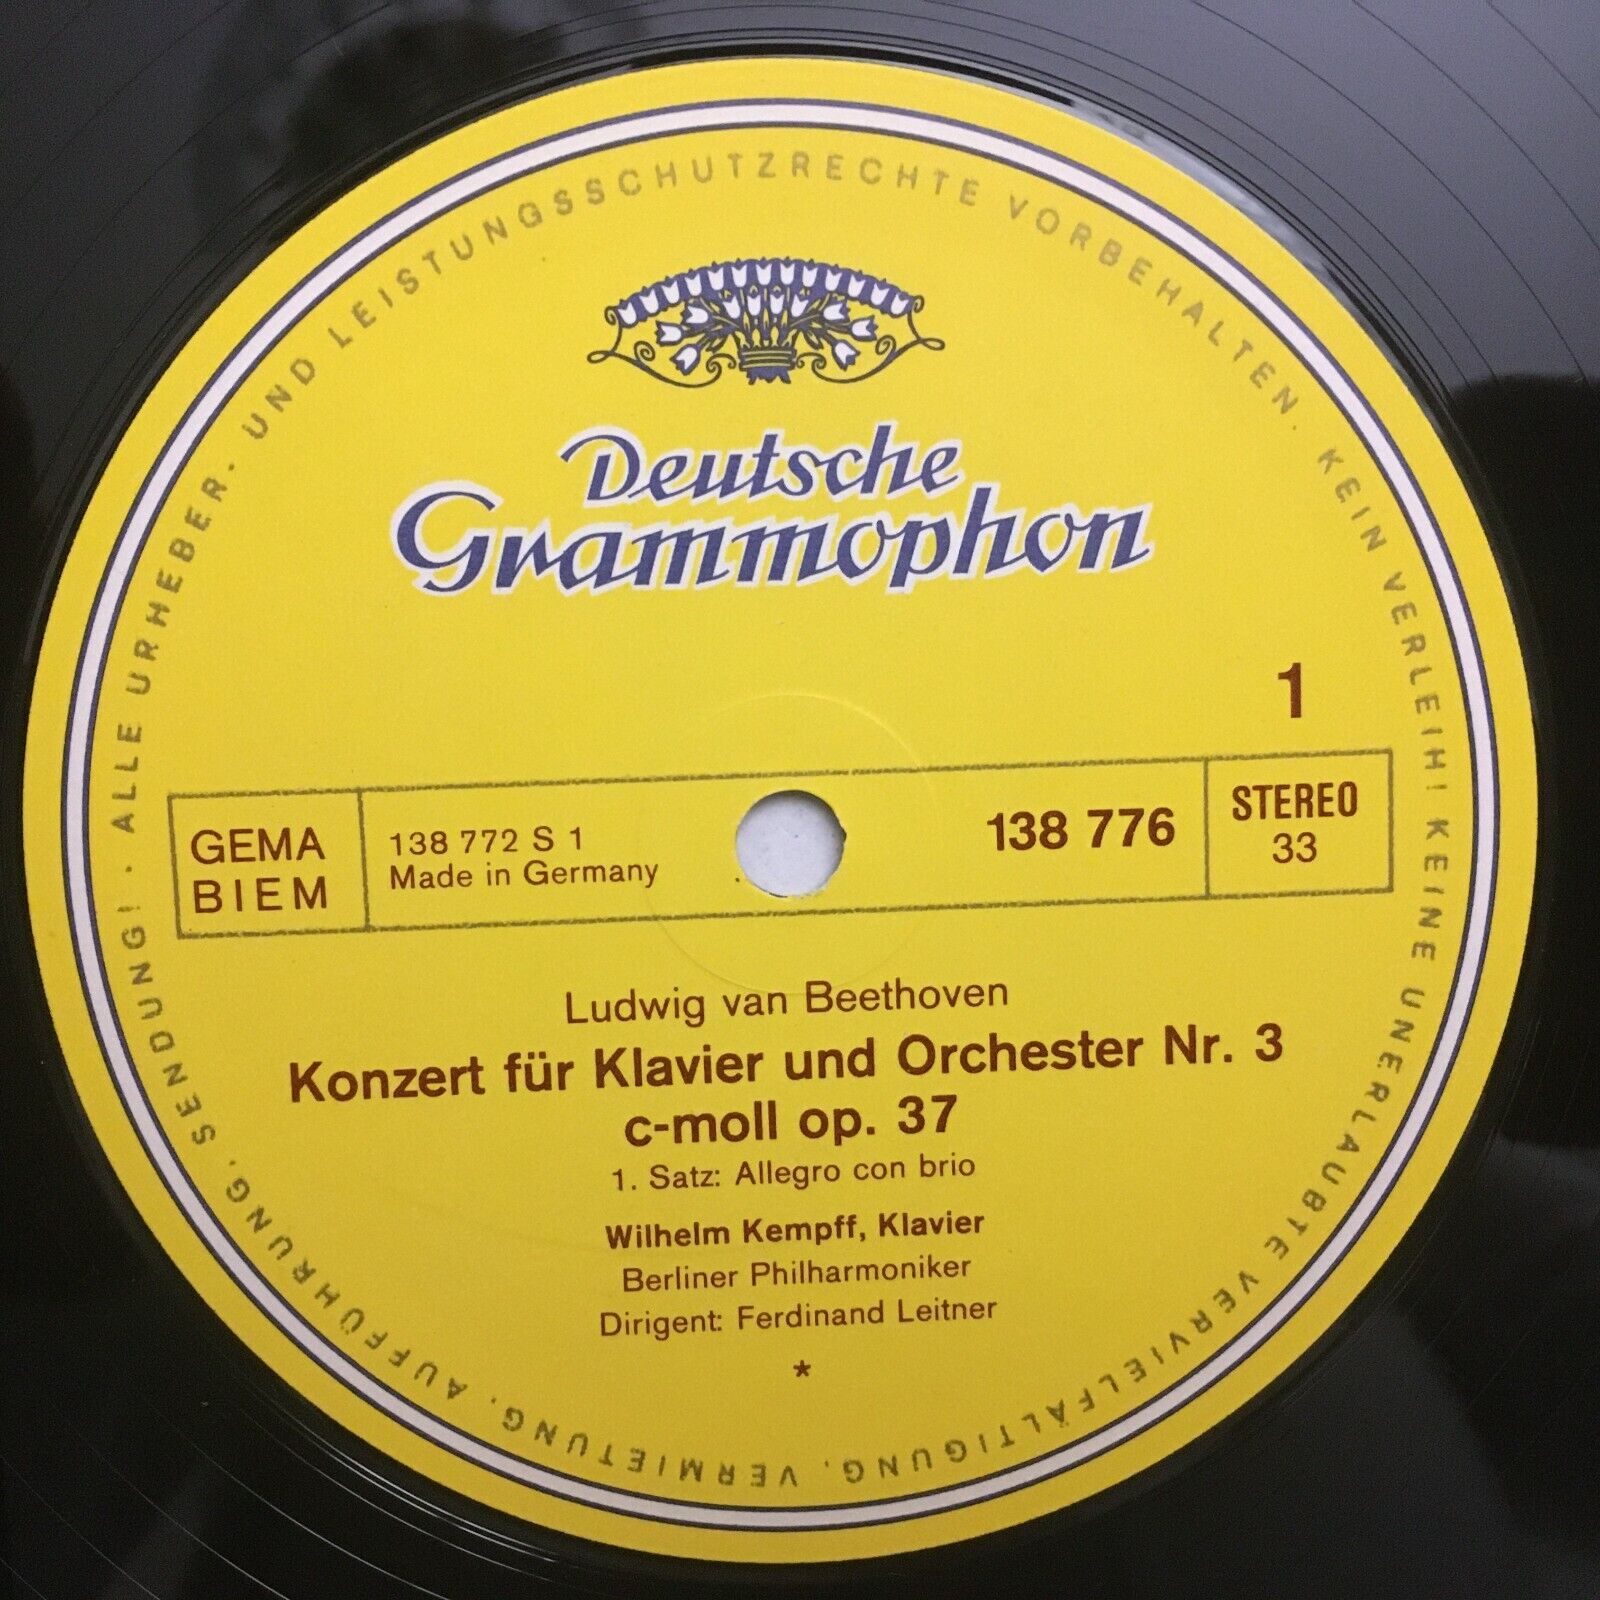 ALLE URHEBER- UND LEISTUNGSSCHUTZRECHTE VORBEHALTEN. KEIN VERLEIH! KEINE UNERLAUBTE VERVIELFÄLTIGUNG, VERMIETUNG, AUFFÜHRUNG, SENDUNG! ·
Deutsche
Grammophon
1
GEMA
BIEM
138 772 S 1
Made in Germany
138 776
STEREO
33
Ludwig van Beethoven
Konzert für Klavier und Orchester Nr. 3
c-moll op. 37
1. Satz: Allegro con brio
Wilhelm Kempff, Klavier
Berliner Philharmoniker
Dirigent: Ferdinand Leitner
*